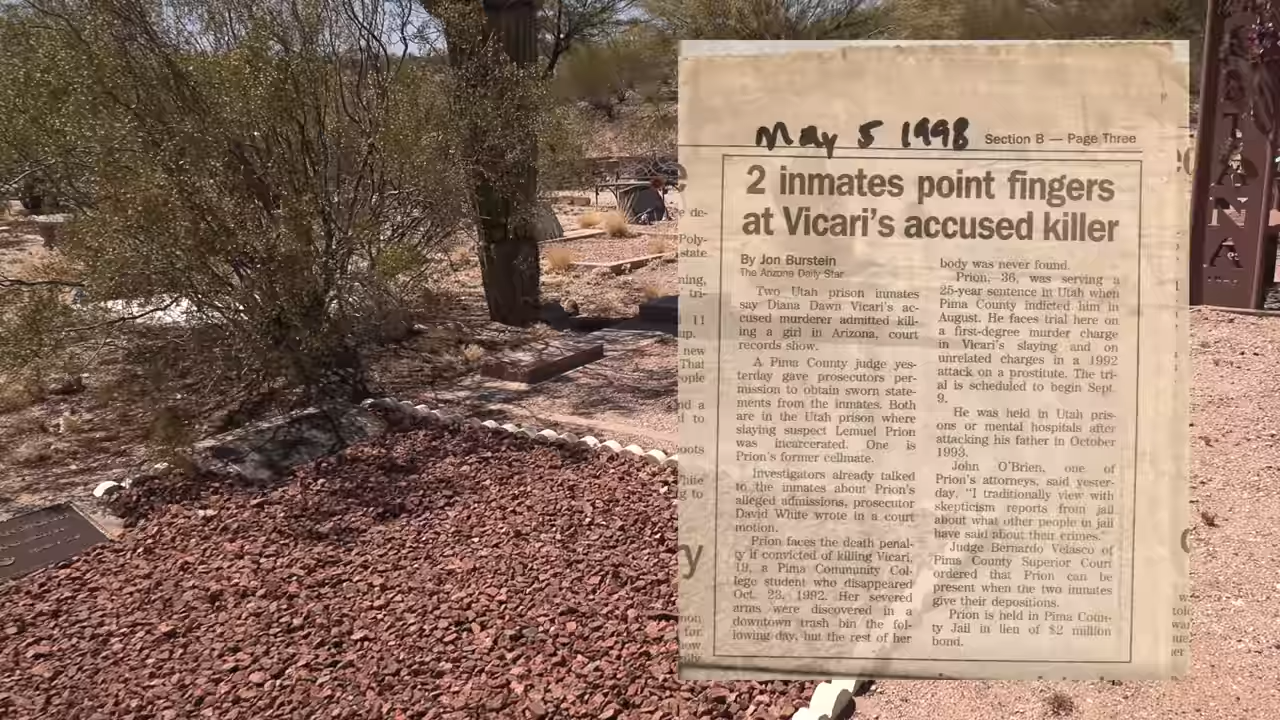 May 5 1998
Section B — Page Three
2 inmates point fingers
at Vicari's accused killer
By Jon Burstein
The Arizona Daily Star
Two Utah prison inmates
say Diana Dawn Vicari's ac-
cused murderer admitted kill-
ing a girl in Arizona, court
records show.
A Pima County judge yes-
terday gave prosecutors per-
mission to obtain sworn state-
ments from the inmates. Both
are in the Utah prison where
slaying suspect Lemuel Prion
was incarcerated. One is
Prion's former cellmate.
Investigators already talked
to the inmates about Prion's
alleged admissions, prosecutor
David White wrote in a court
motion.
Prion faces the death penal-
ty if convicted of killing Vicari,
19, a Pima Community Col-
lege student who disappeared
Oct. 23, 1992. Her severed
arms were discovered in a
downtown trash bin the fol-
lowing day, but the rest of her
body was never found.
Prion, 36, was serving a
25-year sentence in Utah when
Pima County indicted him in
August. He faces trial here on
a first-degree murder charge
in Vicari's slaying and on
unrelated charges in a 1992
attack on a prostitute. The tri-
al is scheduled to begin Sept.
9.
He was held in Utah pris-
ons or mental hospitals after
attacking his father in October
1993.
John O'Brien, one of
Prion's attorneys, said yester-
day, "I traditionally view with
skepticism reports from jail
about what other people in jail
have said about their crimes."
Judge Bernardo Velasco of
Pima County Superior Court
ordered that Prion can be
present when the two inmates
give their depositions.
Prion is held in Pima Coun-
ty Jail in lieu of $2 million
bond.